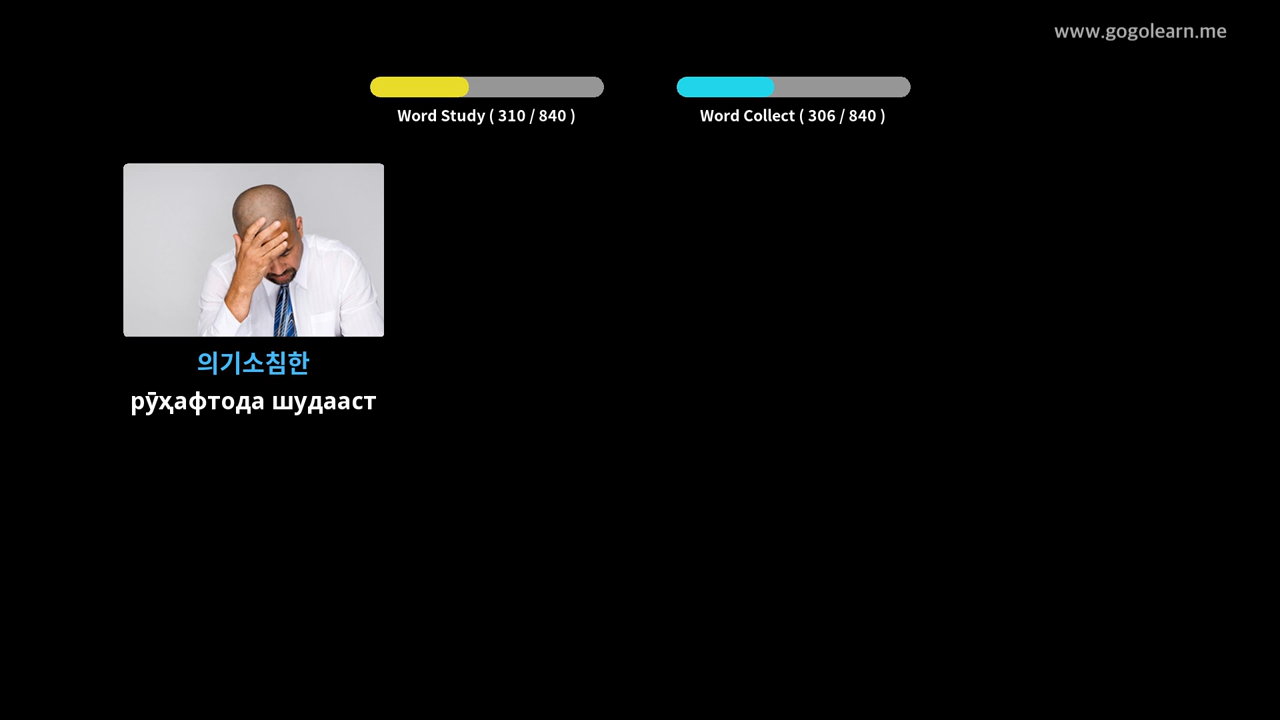 www.gogolearn.me
Word Study ( 310 / 840 )
Word Collect ( 306 / 840 )
의기소침한
рӯҳафтода шудааст